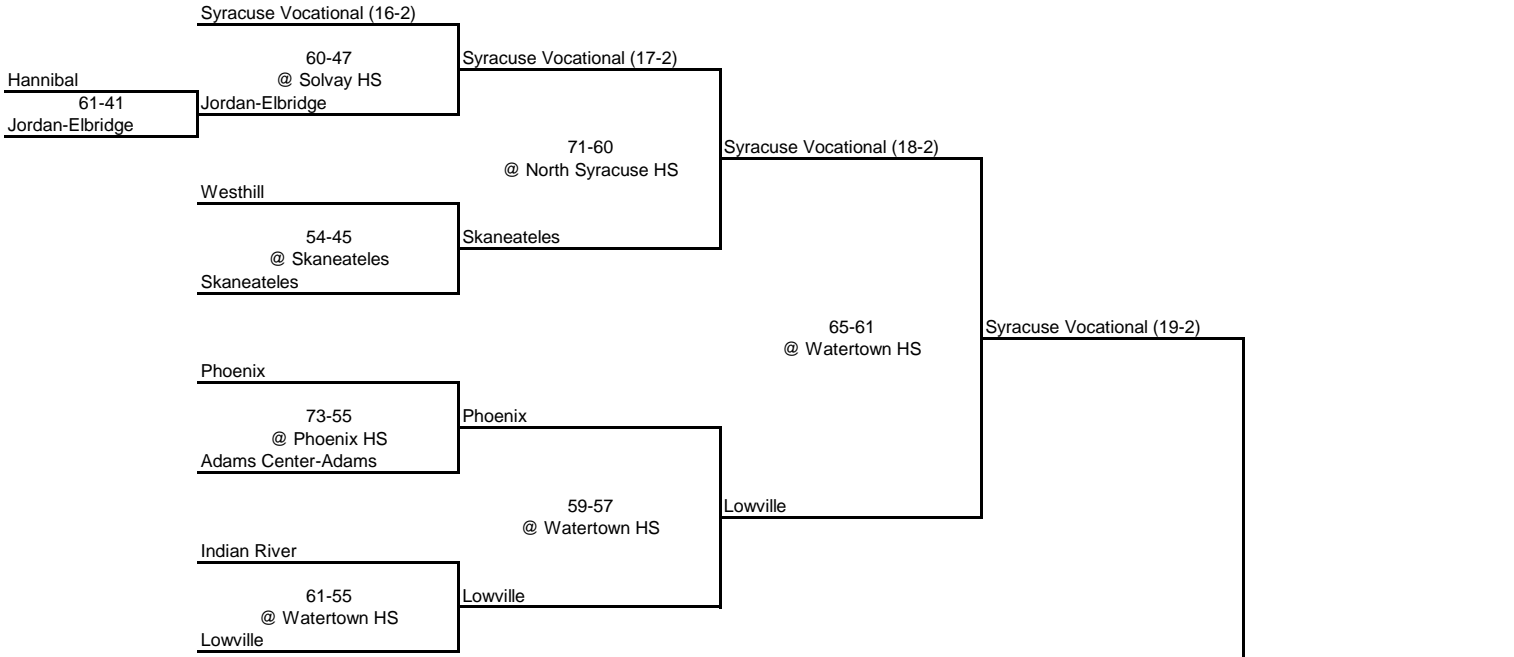 Syracuse Vocational (16-2)
60-47
@ Solvay HS
Syracuse Vocational (17-2)
Hannibal
61-41
Jordan-Elbridge
Jordan-Elbridge
71-60
@ North Syracuse HS
Syracuse Vocational (18-2)
Westhill
54-45
@ Skaneateles
Skaneateles
Skaneateles
65-61
@ Watertown HS
Syracuse Vocational (19-2)
Phoenix
73-55
@ Phoenix HS
Phoenix
Adams Center-Adams
59-57
@ Watertown HS
Lowville
Indian River
61-55
@ Watertown HS
Lowville
Lowville